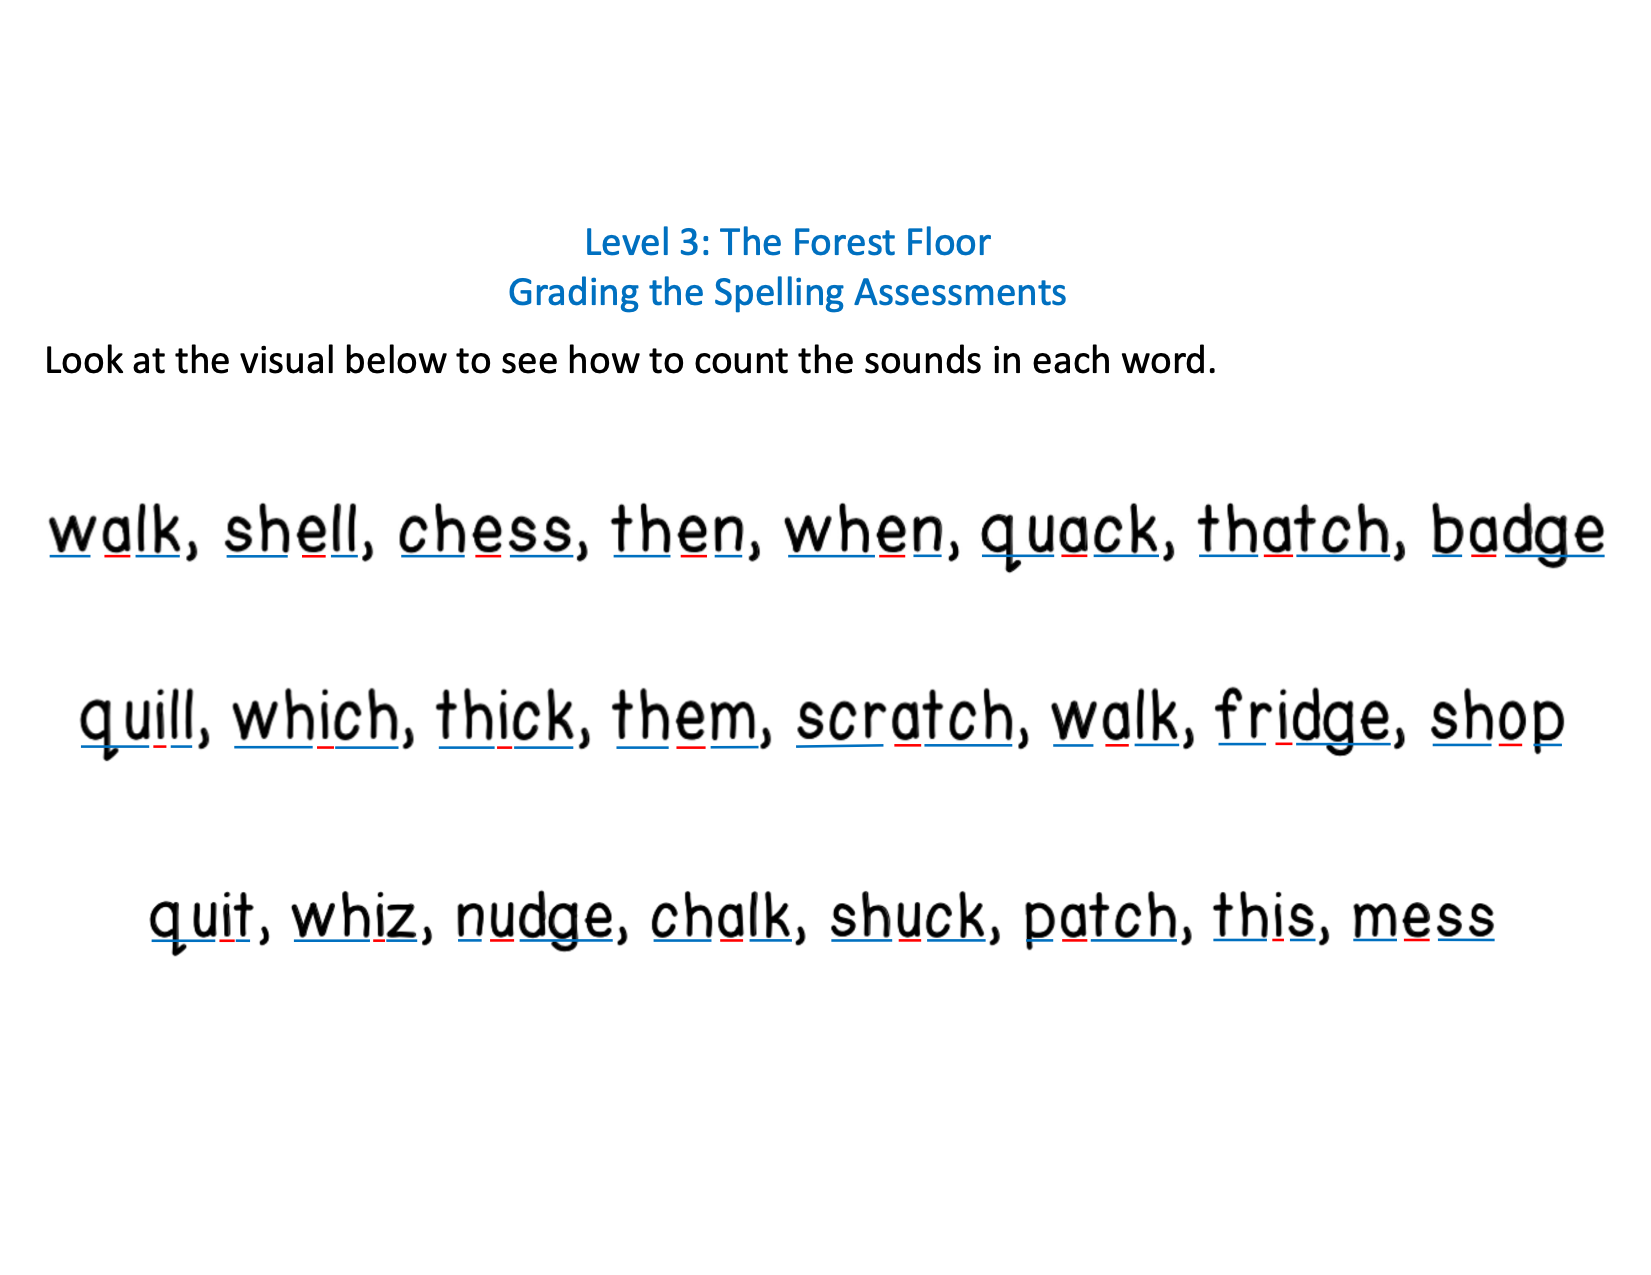 Level 3: The Forest Floor
Grading the Spelling Assessments
Look at the visual below to see how to count the sounds in each word.
walk, shell, chess, then, when, quack, thatch, badge
quill, which, thick, them, scratch, walk, fridge, shop
quit, whiz, nudge, chalk, shuck, patch, this, mess